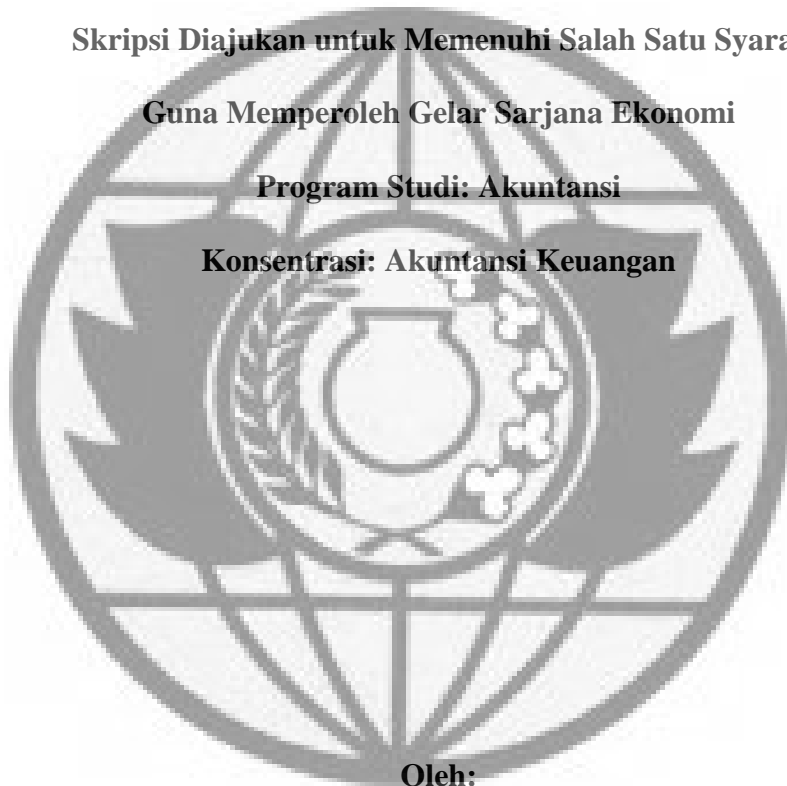 Skripsi Diajukan untuk Memenuhi Salah Satu Syara
Guna Memperoleh Gelar Sarjana Ekonomi
Program Studi: Akuntansi
Konsentrasi: Akuntansi Keuangan
Oleh: